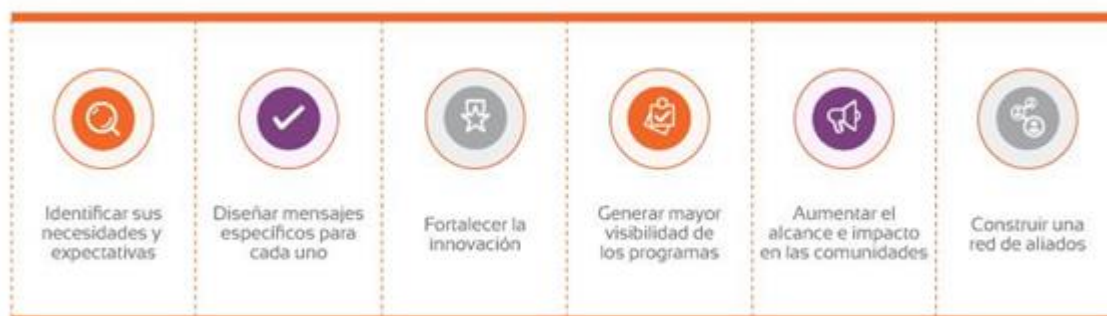 Identificar sus
necesidades y
expectativas
Diseñar mensajes
específicos para
cada uno
Fortalecer la
innovación
Generar mayor
visibilidad de
los programas
Aumentar el
alcance e impacto
en las comunidades
Construir una
red de aliados